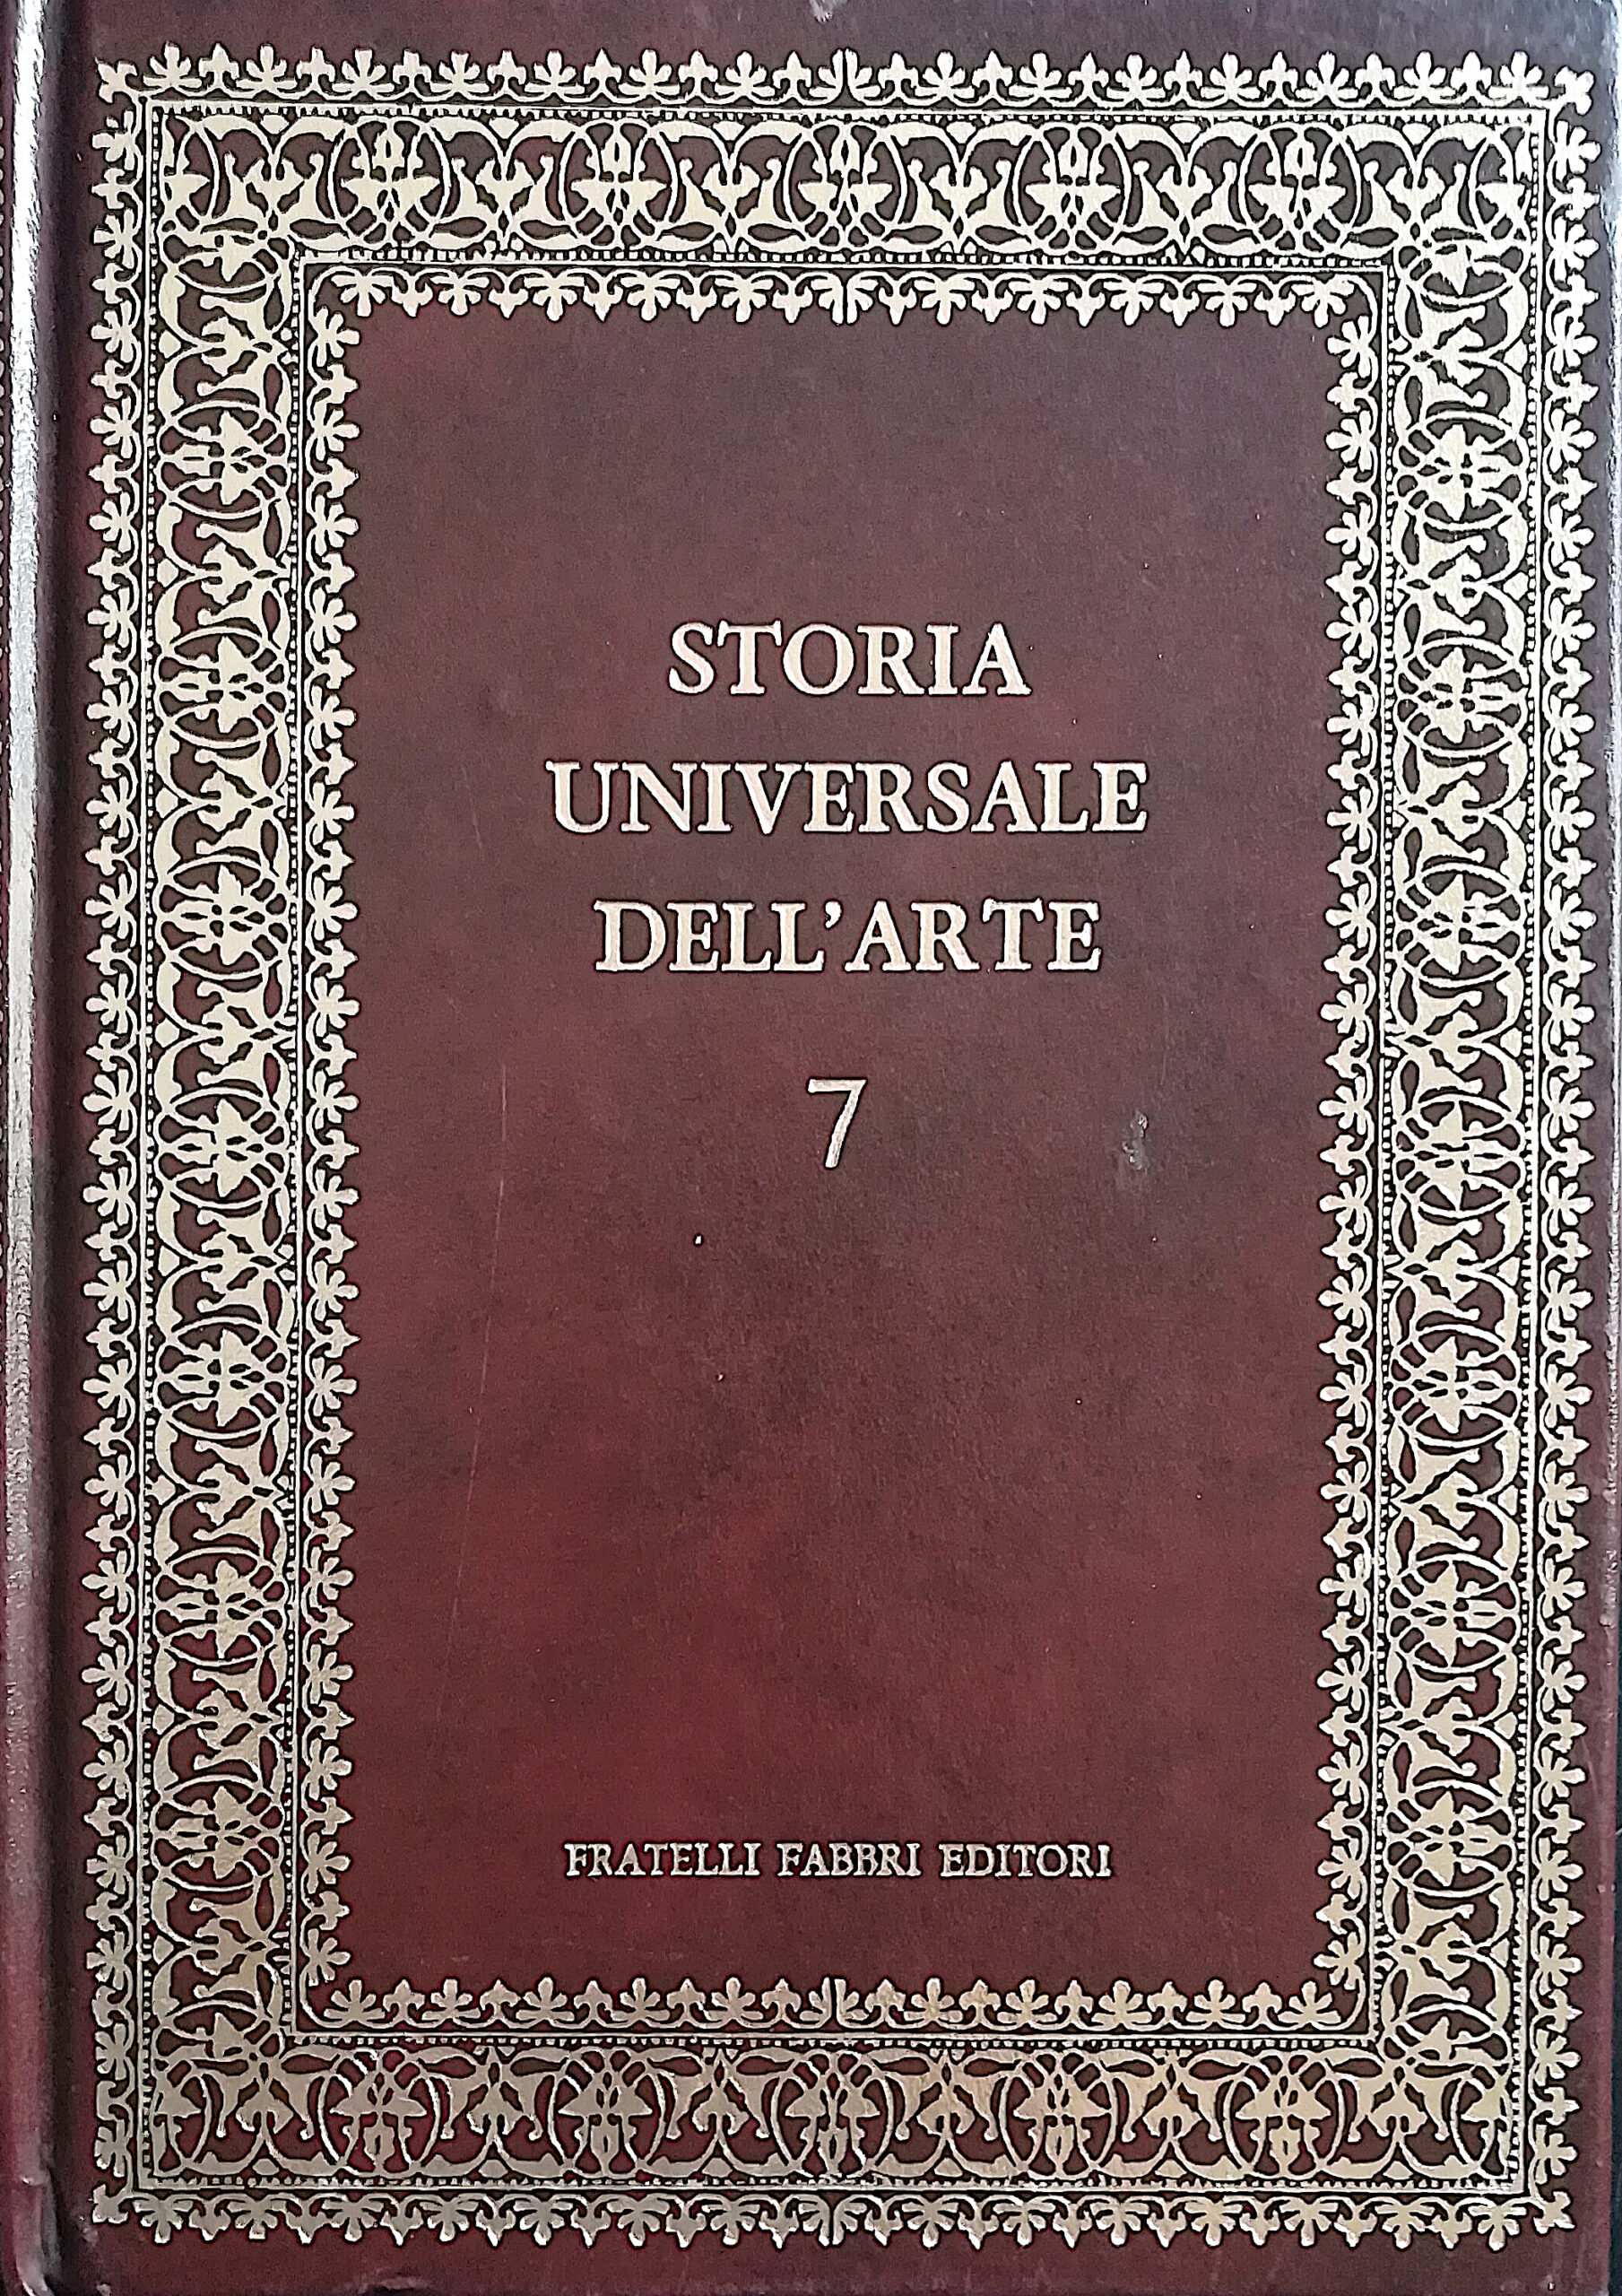 STORIA
UNIVERSALE
DELL'ARTE
7
FRATELLI FABBRI EDITORI